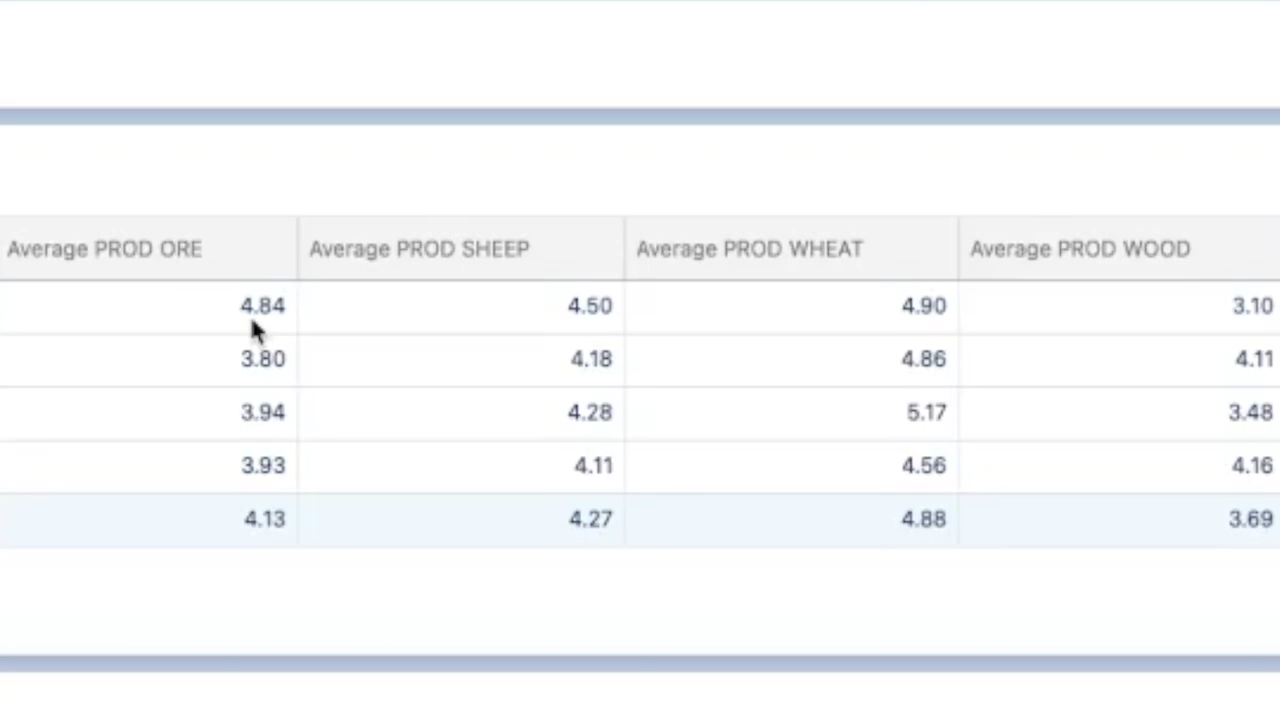 Average PROD ORE Average PROD SHEEP Average PROD WHEAT Average PROD WOOD
4.84 4.50 4.90 3.10
3.80 4.18 4.86 4.11
3.94 4.28 5.17 3.48
3.93 4.11 4.56 4.16
4.13 4.27 4.88 3.69